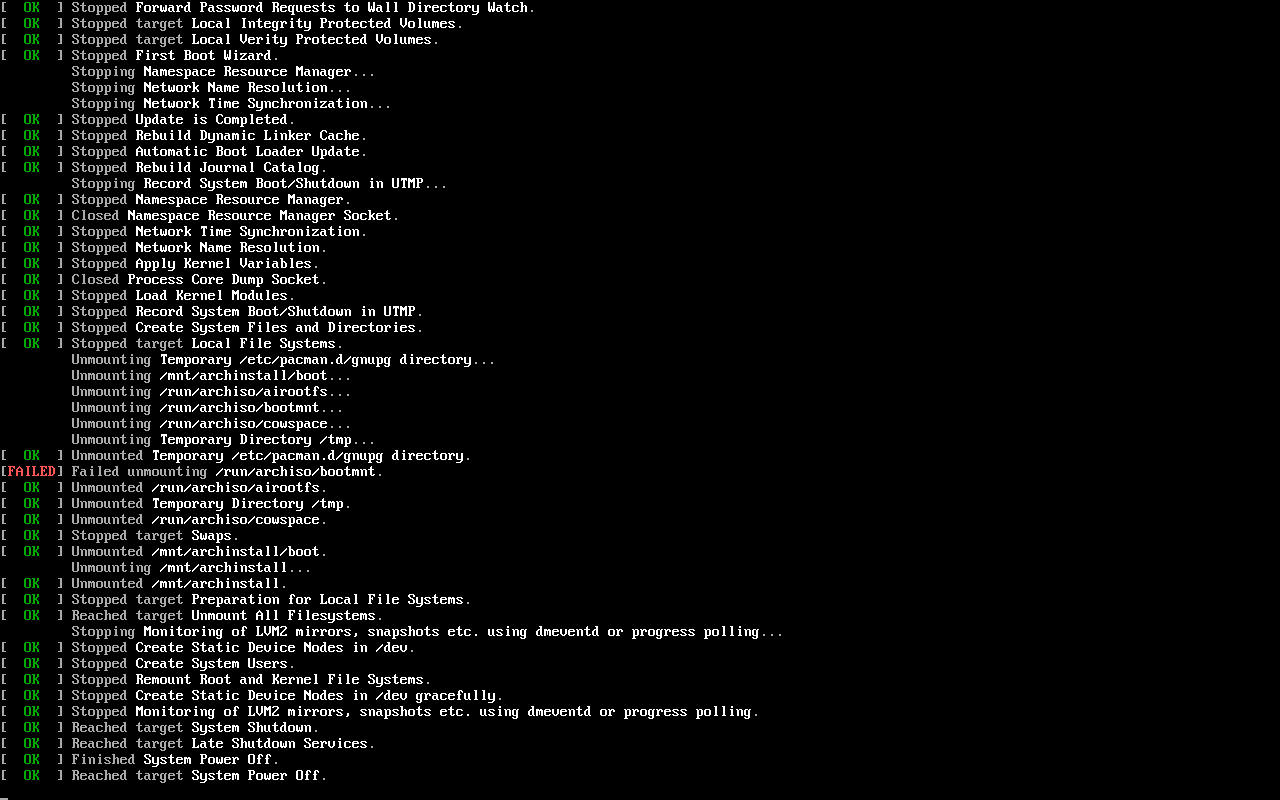 [  OK  ] Stopped Forward Password Requests to Wall Directory Watch.
[  OK  ] Stopped target Local Integrity Protected Volumes.
[  OK  ] Stopped target Local Verity Protected Volumes.
[  OK  ] Stopped First Boot Wizard.
         Stopping Namespace Resource Manager...
         Stopping Network Name Resolution...
         Stopping Network Time Synchronization...
[  OK  ] Stopped Update is Completed.
[  OK  ] Stopped Rebuild Dynamic Linker Cache.
[  OK  ] Stopped Automatic Boot Loader Update.
[  OK  ] Stopped Rebuild Journal Catalog.
         Stopping Record System Boot/Shutdown in UTMP...
[  OK  ] Stopped Namespace Resource Manager.
[  OK  ] Closed Namespace Resource Manager Socket.
[  OK  ] Stopped Network Time Synchronization.
[  OK  ] Stopped Network Name Resolution.
[  OK  ] Stopped Apply Kernel Variables.
[  OK  ] Closed Process Core Dump Socket.
[  OK  ] Stopped Load Kernel Modules.
[  OK  ] Stopped Record System Boot/Shutdown in UTMP.
[  OK  ] Stopped Create System Files and Directories.
[  OK  ] Stopped target Local File Systems.
         Unmounting Temporary /etc/pacman.d/gnupg directory...
         Unmounting /mnt/archinstall/boot...
         Unmounting /run/archiso/airootfs...
         Unmounting /run/archiso/bootmnt...
         Unmounting /run/archiso/cowspace...
         Unmounting Temporary Directory /tmp...
[  OK  ] Unmounted Temporary /etc/pacman.d/gnupg directory.
[FAILED] Failed unmounting /run/archiso/bootmnt.
[  OK  ] Unmounted /run/archiso/airootfs.
[  OK  ] Unmounted Temporary Directory /tmp.
[  OK  ] Unmounted /run/archiso/cowspace.
[  OK  ] Stopped target Swaps.
[  OK  ] Unmounted /mnt/archinstall/boot.
         Unmounting /mnt/archinstall...
[  OK  ] Unmounted /mnt/archinstall.
[  OK  ] Stopped target Preparation for Local File Systems.
[  OK  ] Reached target Unmount All Filesystems.
         Stopping Monitoring of LVM2 mirrors, snapshots etc. using dmeventd or progress polling...
[  OK  ] Stopped Create Static Device Nodes in /dev.
[  OK  ] Stopped Create System Users.
[  OK  ] Stopped Remount Root and Kernel File Systems.
[  OK  ] Stopped Create Static Device Nodes in /dev gracefully.
[  OK  ] Stopped Monitoring of LVM2 mirrors, snapshots etc. using dmeventd or progress polling.
[  OK  ] Reached target System Shutdown.
[  OK  ] Reached target Late Shutdown Services.
[  OK  ] Finished System Power Off.
[  OK  ] Reached target System Power Off.